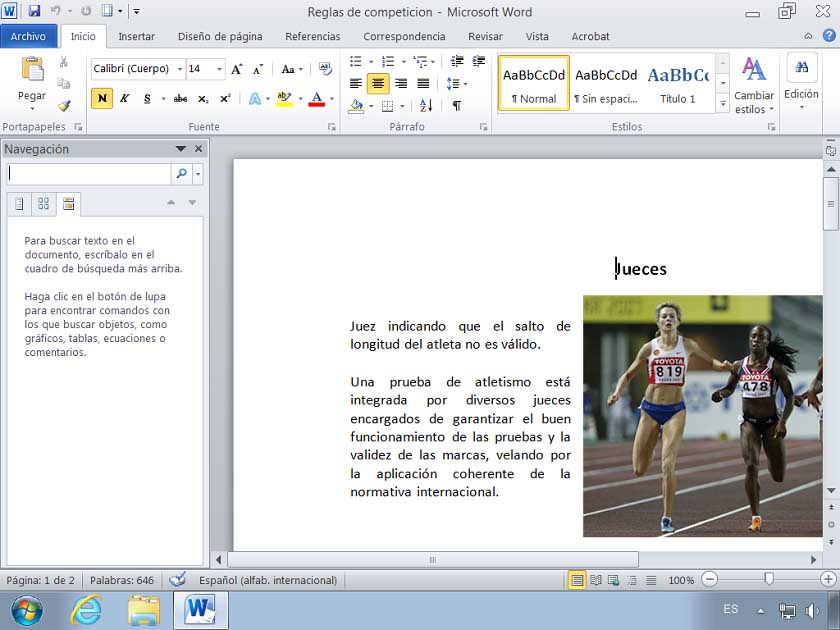 Reglas de competicion - Microsoft Word
Archivo Inicio Insertar Diseño de página Referencias Correspondencia Revisar Vista Acrobat
Pegar
Calibri (Cuerpo) 14 A A Aa
N K S abc x₂ x² A ab A
AaBbCcDd AaBbCcDd AaBbCc
¶ Normal ¶ Sin espaci... Título 1
Cambiar estilos
Edición
Portapapeles Fuente Párrafo Estilos
Navegación
Para buscar texto en el
documento, escríbalo en el
cuadro de búsqueda más arriba.
Haga clic en el botón de lupa
para encontrar comandos con
los que buscar objetos, como
gráficos, tablas, ecuaciones o
comentarios.
Jueces
Juez indicando que el salto de
longitud del atleta no es válido.
Una prueba de atletismo está
integrada por diversos jueces
encargados de garantizar el buen
funcionamiento de las pruebas y la
validez de las marcas, velando por
la aplicación coherente de la
normativa internacional.
TOYOTA
819
TOYOTA
478
Página: 1 de 2 Palabras: 646 Español (alfab. internacional) 100%
ES